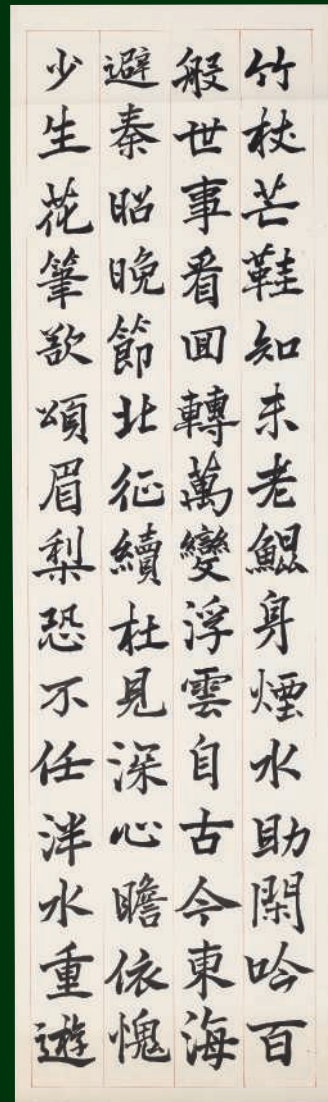 竹杖芒鞋知未老鯤身煙水助閑吟百
般世事看回轉萬變浮雲自古今東海
避秦昭晚節北征續杜見深心瞻依愧
少生花筆欲頌眉梨恐不任泮水重遊